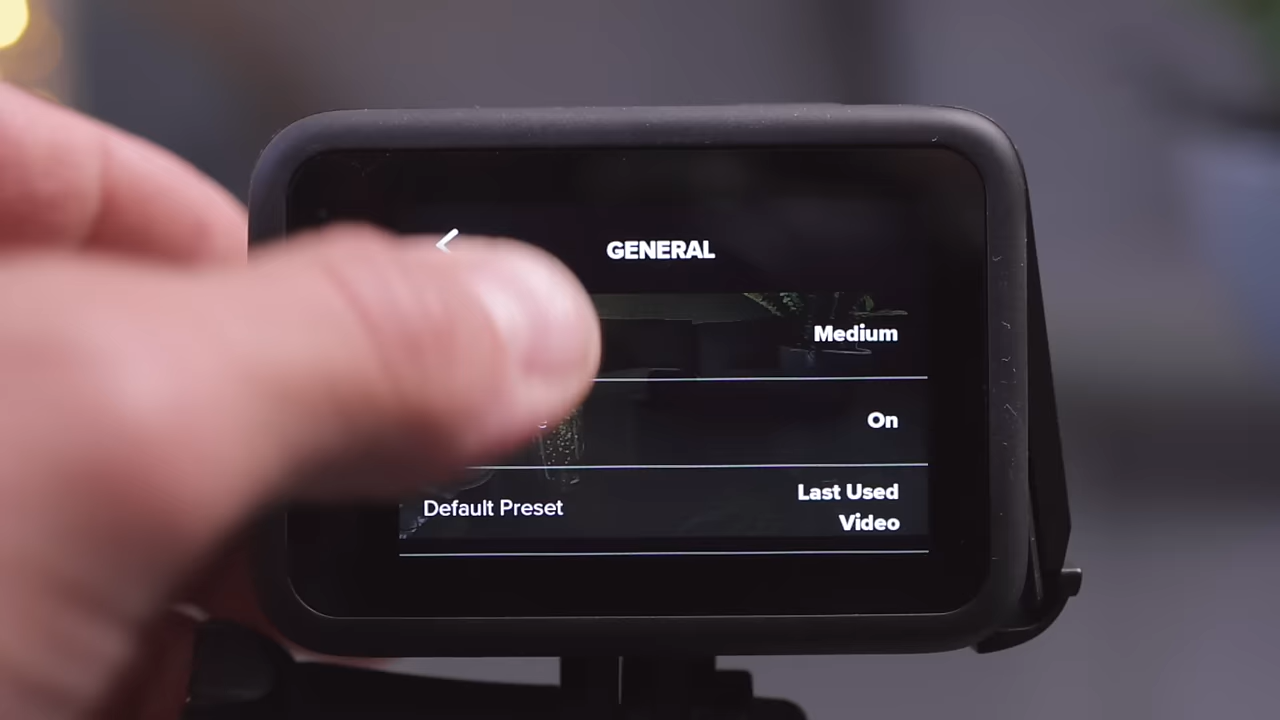 GENERAL
Medium
On
Default Preset
Last Used
Video